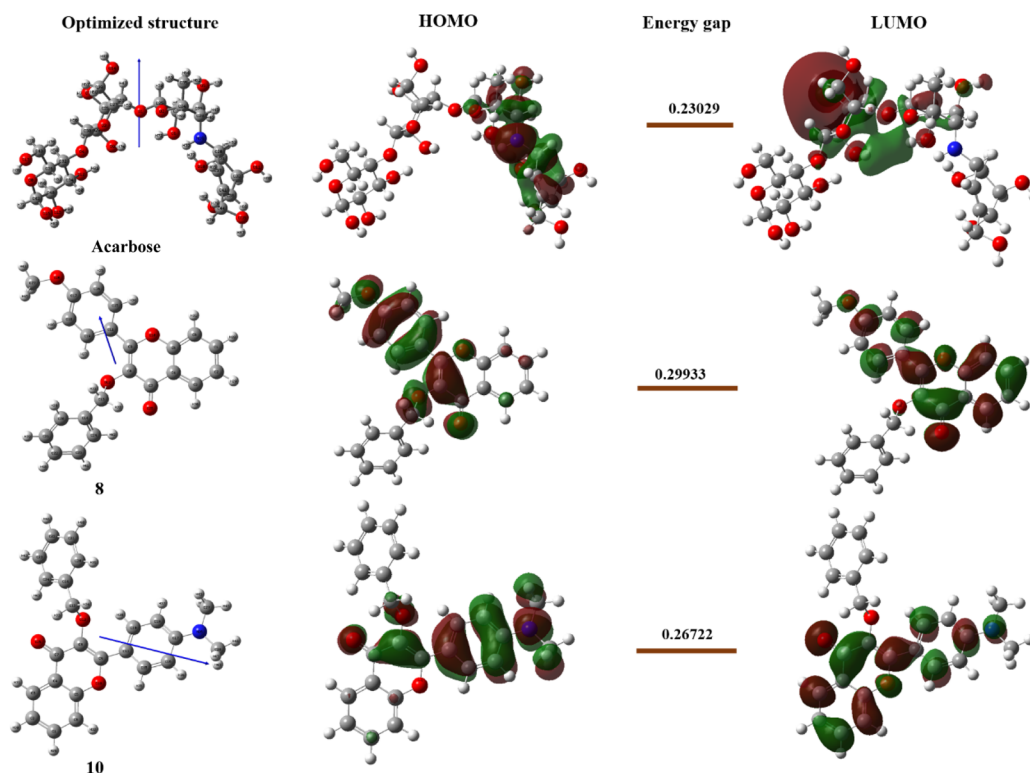 Optimized structure HOMO Energy gap LUMO
0.23029
Acarbose
0.29933
8
0.26722
10